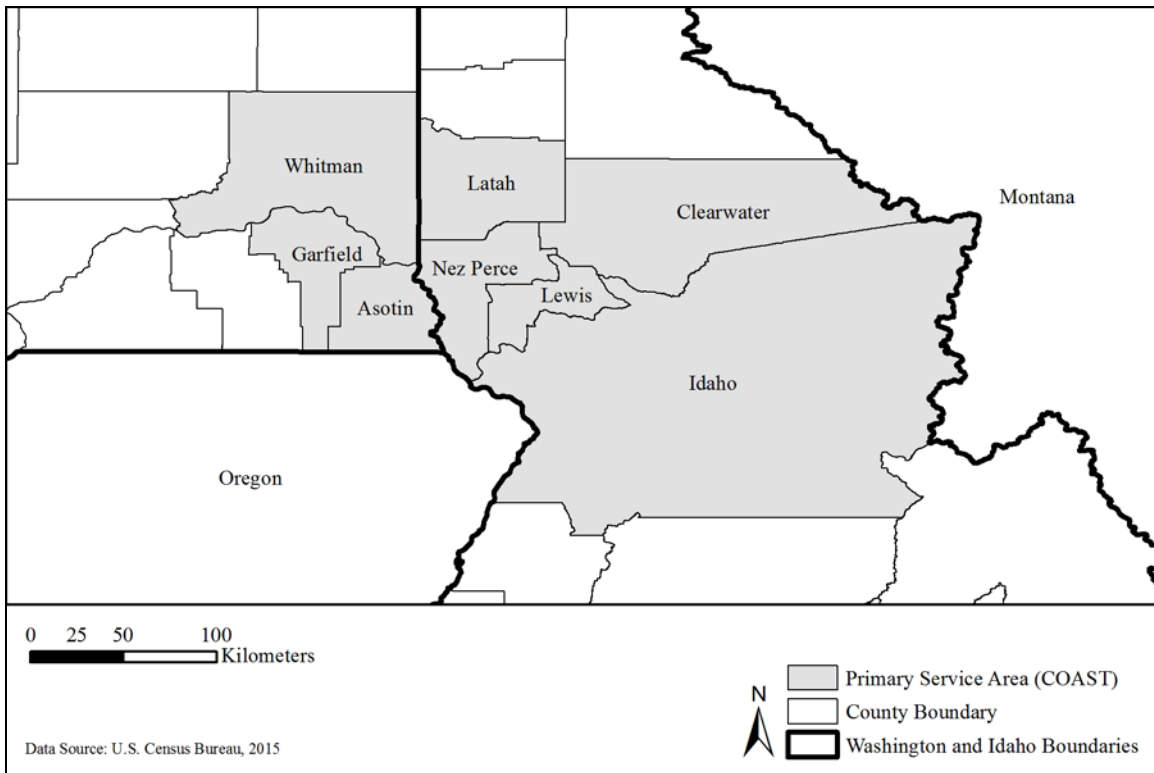 Whitman
Latah
Clearwater
Montana
Garfield
Nez Perce
Lewis
Asotin
Idaho
Oregon
0 25 50 100
Kilometers
N
Primary Service Area (COAST)
County Boundary
Washington and Idaho Boundaries
Data Source: U.S. Census Bureau, 2015